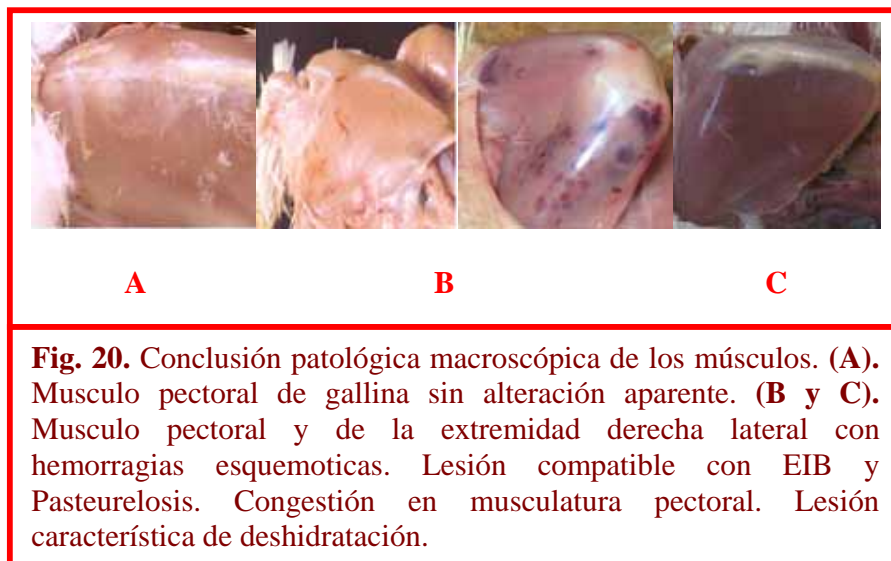 A B C
Fig. 20. Conclusión patológica macroscópica de los músculos. (A).
Musculo pectoral de gallina sin alteración aparente. (B y C).
Musculo pectoral y de la extremidad derecha lateral con
hemorragias esquemoticas. Lesión compatible con EIB y
Pasteurelosis. Congestión en musculatura pectoral. Lesión
característica de deshidratación.